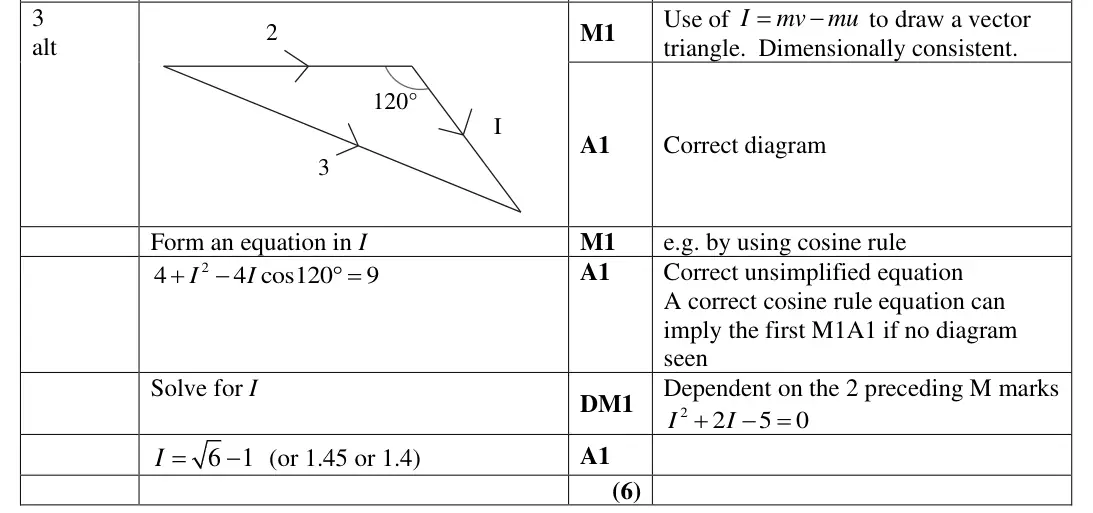 3
alt
2
120°
I
3
M1
Use of I = mv − mu to draw a vector
triangle. Dimensionally consistent.
A1
Correct diagram
Form an equation in I
M1
e.g. by using cosine rule
4 + I² − 4I cos120° = 9
A1
Correct unsimplified equation
A correct cosine rule equation can
imply the first M1A1 if no diagram
seen
Solve for I
DM1
Dependent on the 2 preceding M marks
I² + 2I − 5 = 0
I = √6 − 1 (or 1.45 or 1.4)
A1
(6)